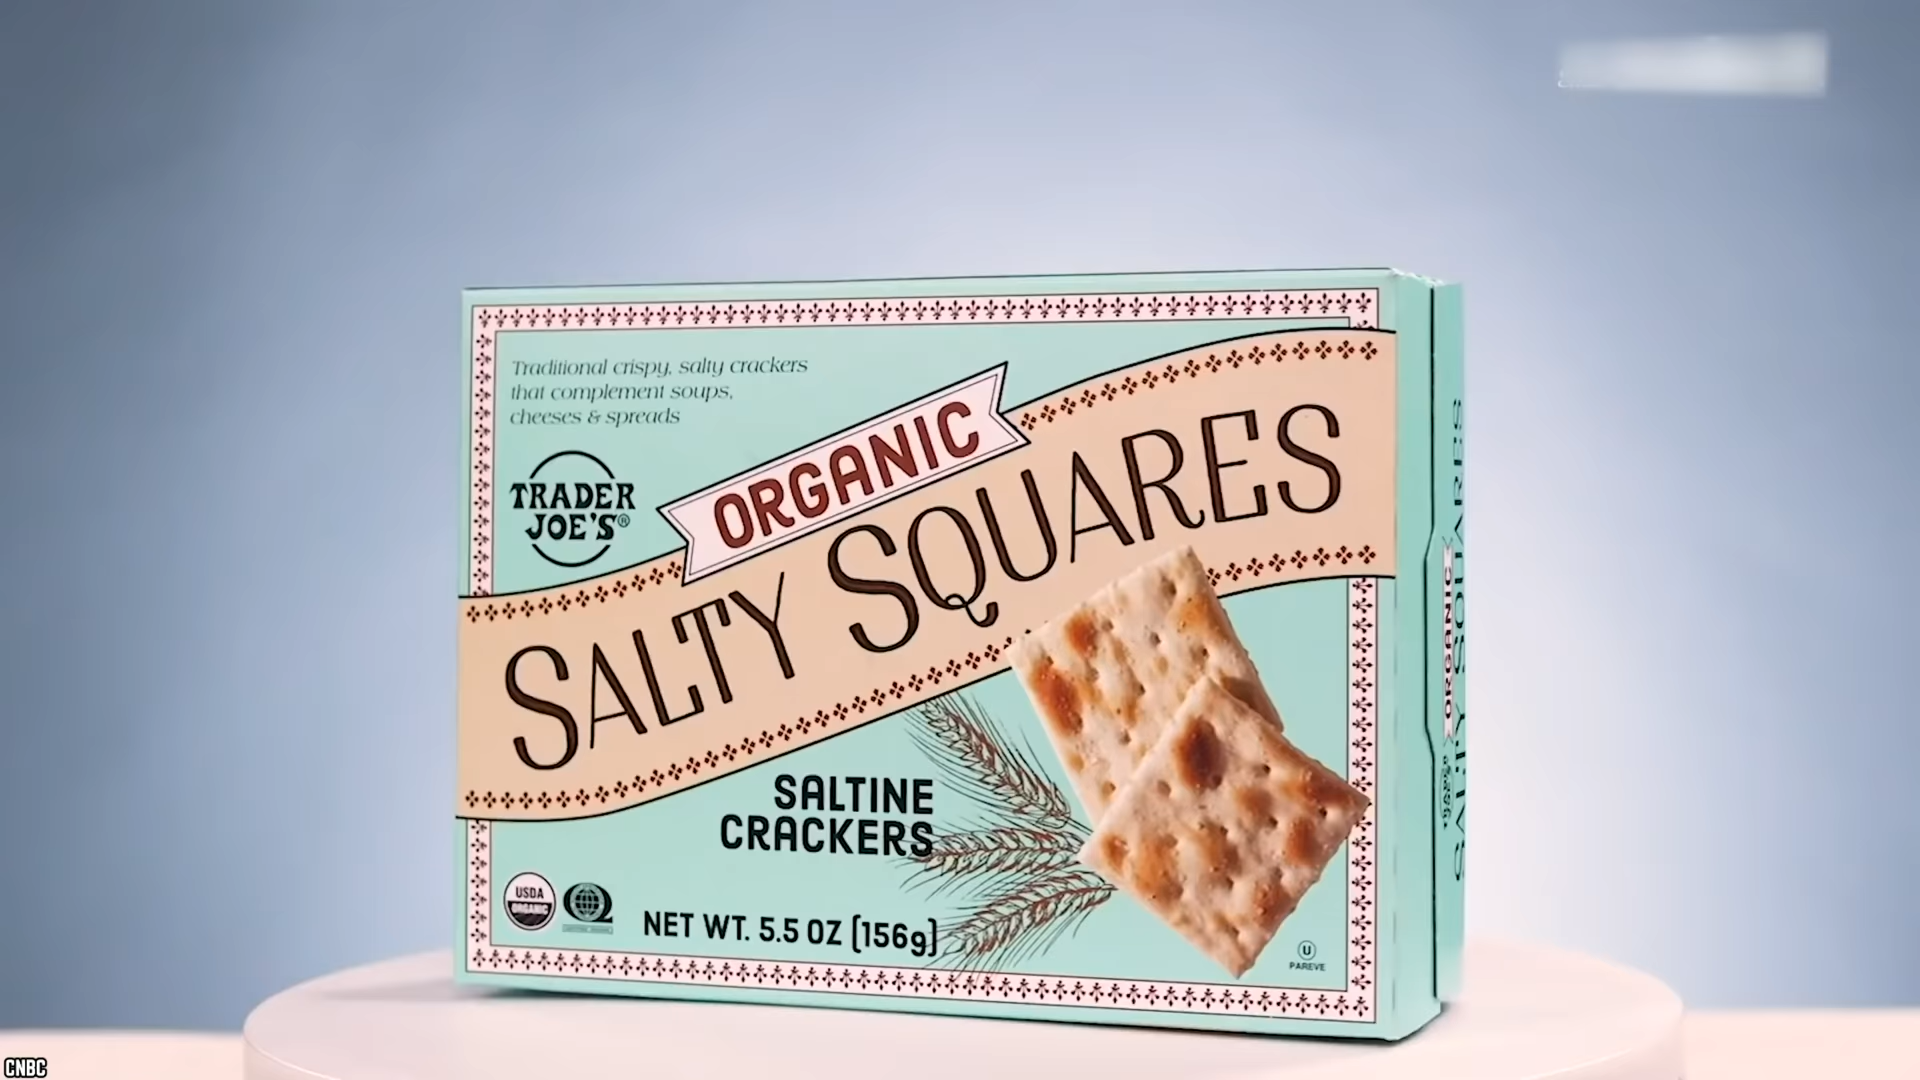 Traditional crispy, salty crackers
that complement soups,
cheeses & spreads
TRADER
JOE'S®
ORGANIC
SALTY SQUARES
SALTINE
CRACKERS
USDA
ORGANIC
NET WT. 5.5 OZ (156g)
U
PAREVE
ORGANIC
SALTY SQUARES
CNBC